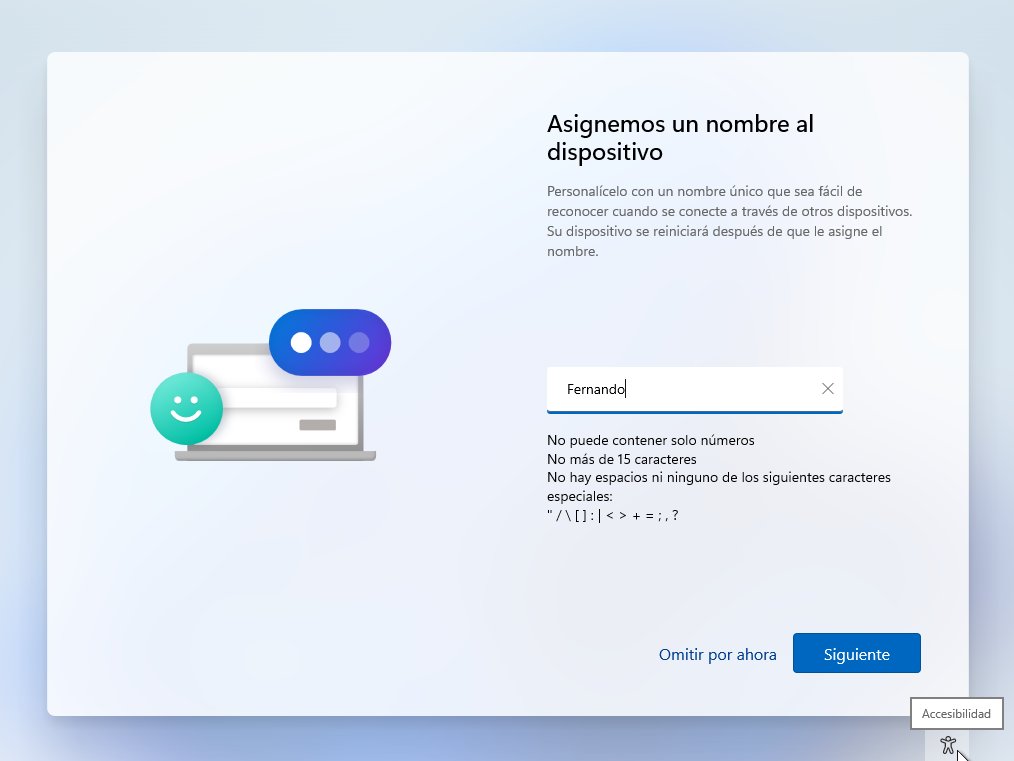 Asignemos un nombre al
dispositivo
Personalícelo con un nombre único que sea fácil de
reconocer cuando se conecte a través de otros dispositivos.
Su dispositivo se reiniciará después de que le asigne el
nombre.
Fernando
No puede contener solo números
No más de 15 caracteres
No hay espacios ni ninguno de los siguientes caracteres
especiales:
" / \ [ ] : | < > + = ; , ?
Omitir por ahora
Siguiente
Accesibilidad